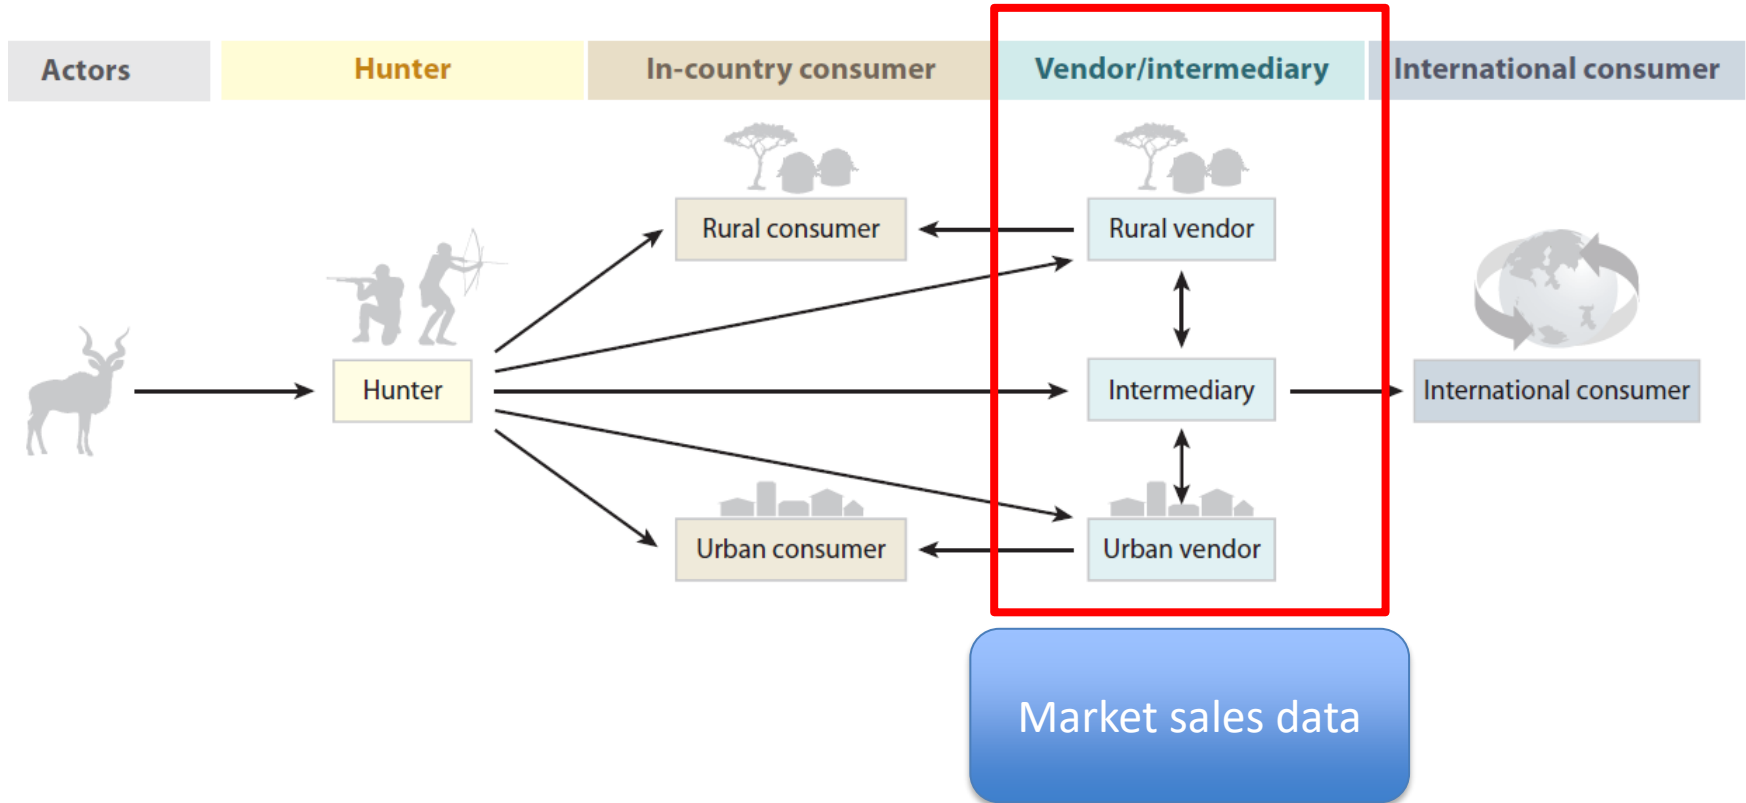 Actors
Hunter
In-country consumer
Vendor/intermediary
International consumer
Rural consumer
Rural vendor
Hunter
Intermediary
International consumer
Urban consumer
Urban vendor
Market sales data